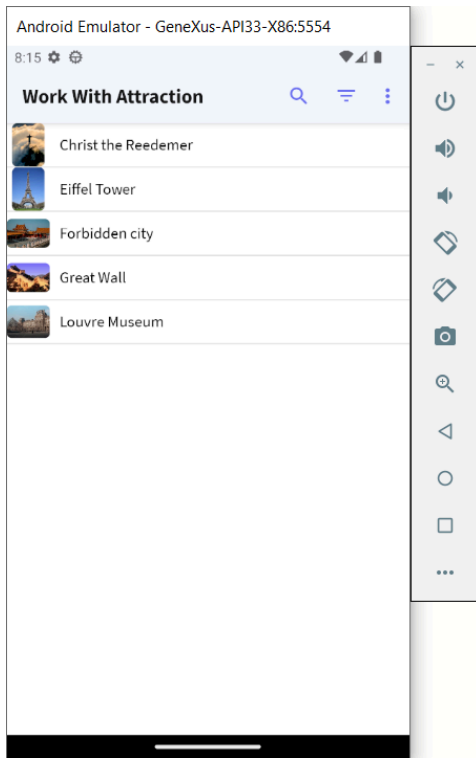 Android Emulator - GeneXus-API33-X86:5554
8:15
Work With Attraction
Christ the Reedemer
Eiffel Tower
Forbidden city
Great Wall
Louvre Museum